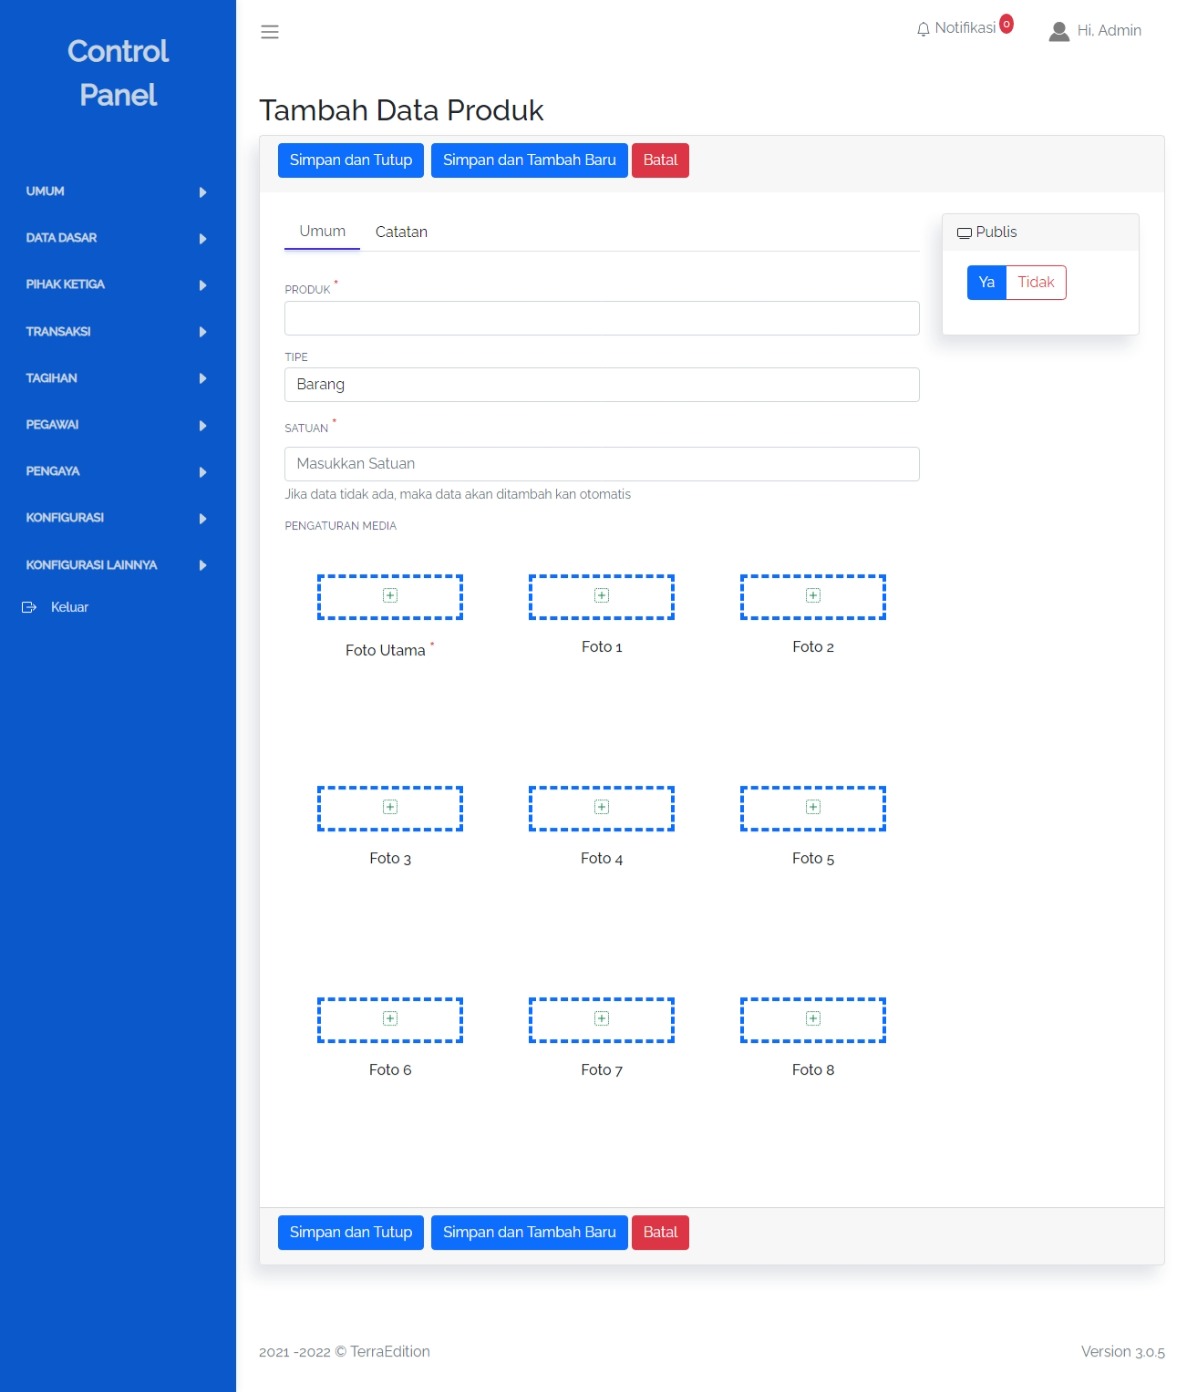 Control
Panel
UMUM
DATA DASAR
PIHAK KETIGA
TRANSAKSI
TAGIHAN
PEGAWAI
PENGAYA
KONFIGURASI
KONFIGURASI LAINNYA
Keluar
Notifikasi 0
Hi, Admin
Tambah Data Produk
Simpan dan Tutup Simpan dan Tambah Baru Batal
Umum Catatan
Publis
Ya Tidak
PRODUK *
TIPE
Barang
SATUAN *
Masukkan Satuan
Jika data tidak ada, maka data akan ditambah kan otomatis
PENGATURAN MEDIA
Foto Utama * Foto 1 Foto 2
Foto 3 Foto 4 Foto 5
Foto 6 Foto 7 Foto 8
Simpan dan Tutup Simpan dan Tambah Baru Batal
2021 -2022 © TerraEdition
Version 3.0.5